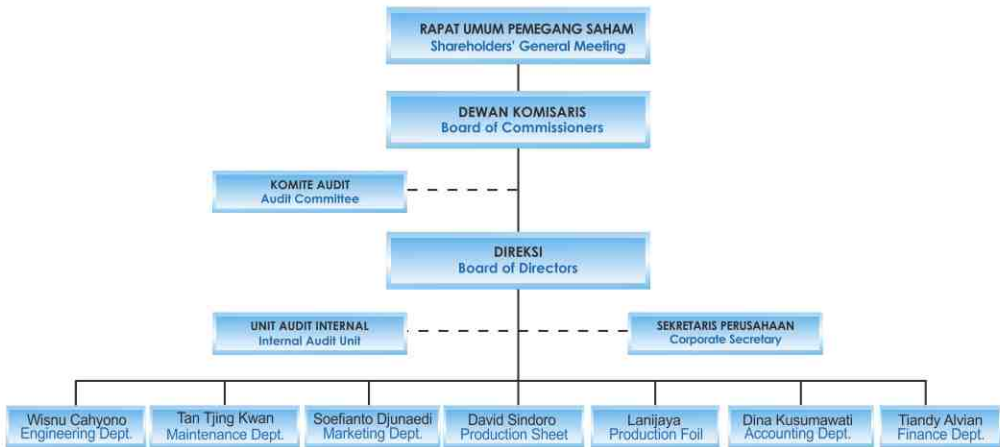 RAPAT UMUM PEMEGANG SAHAM
Shareholders' General Meeting
DEWAN KOMISARIS
Board of Commissioners
KOMITE AUDIT
Audit Committee
DIREKSI
Board of Directors
UNIT AUDIT INTERNAL
Internal Audit Unit
SEKRETARIS PERUSAHAAN
Corporate Secretary
Wisnu Cahyono
Engineering Dept.
Tan Tjing Kwan
Maintenance Dept.
Soefianto Djunaedi
Marketing Dept.
David Sindoro
Production Sheet
Lanijaya
Production Foil
Dina Kusumawati
Accounting Dept.
Tiandy Alvian
Finance Dept.